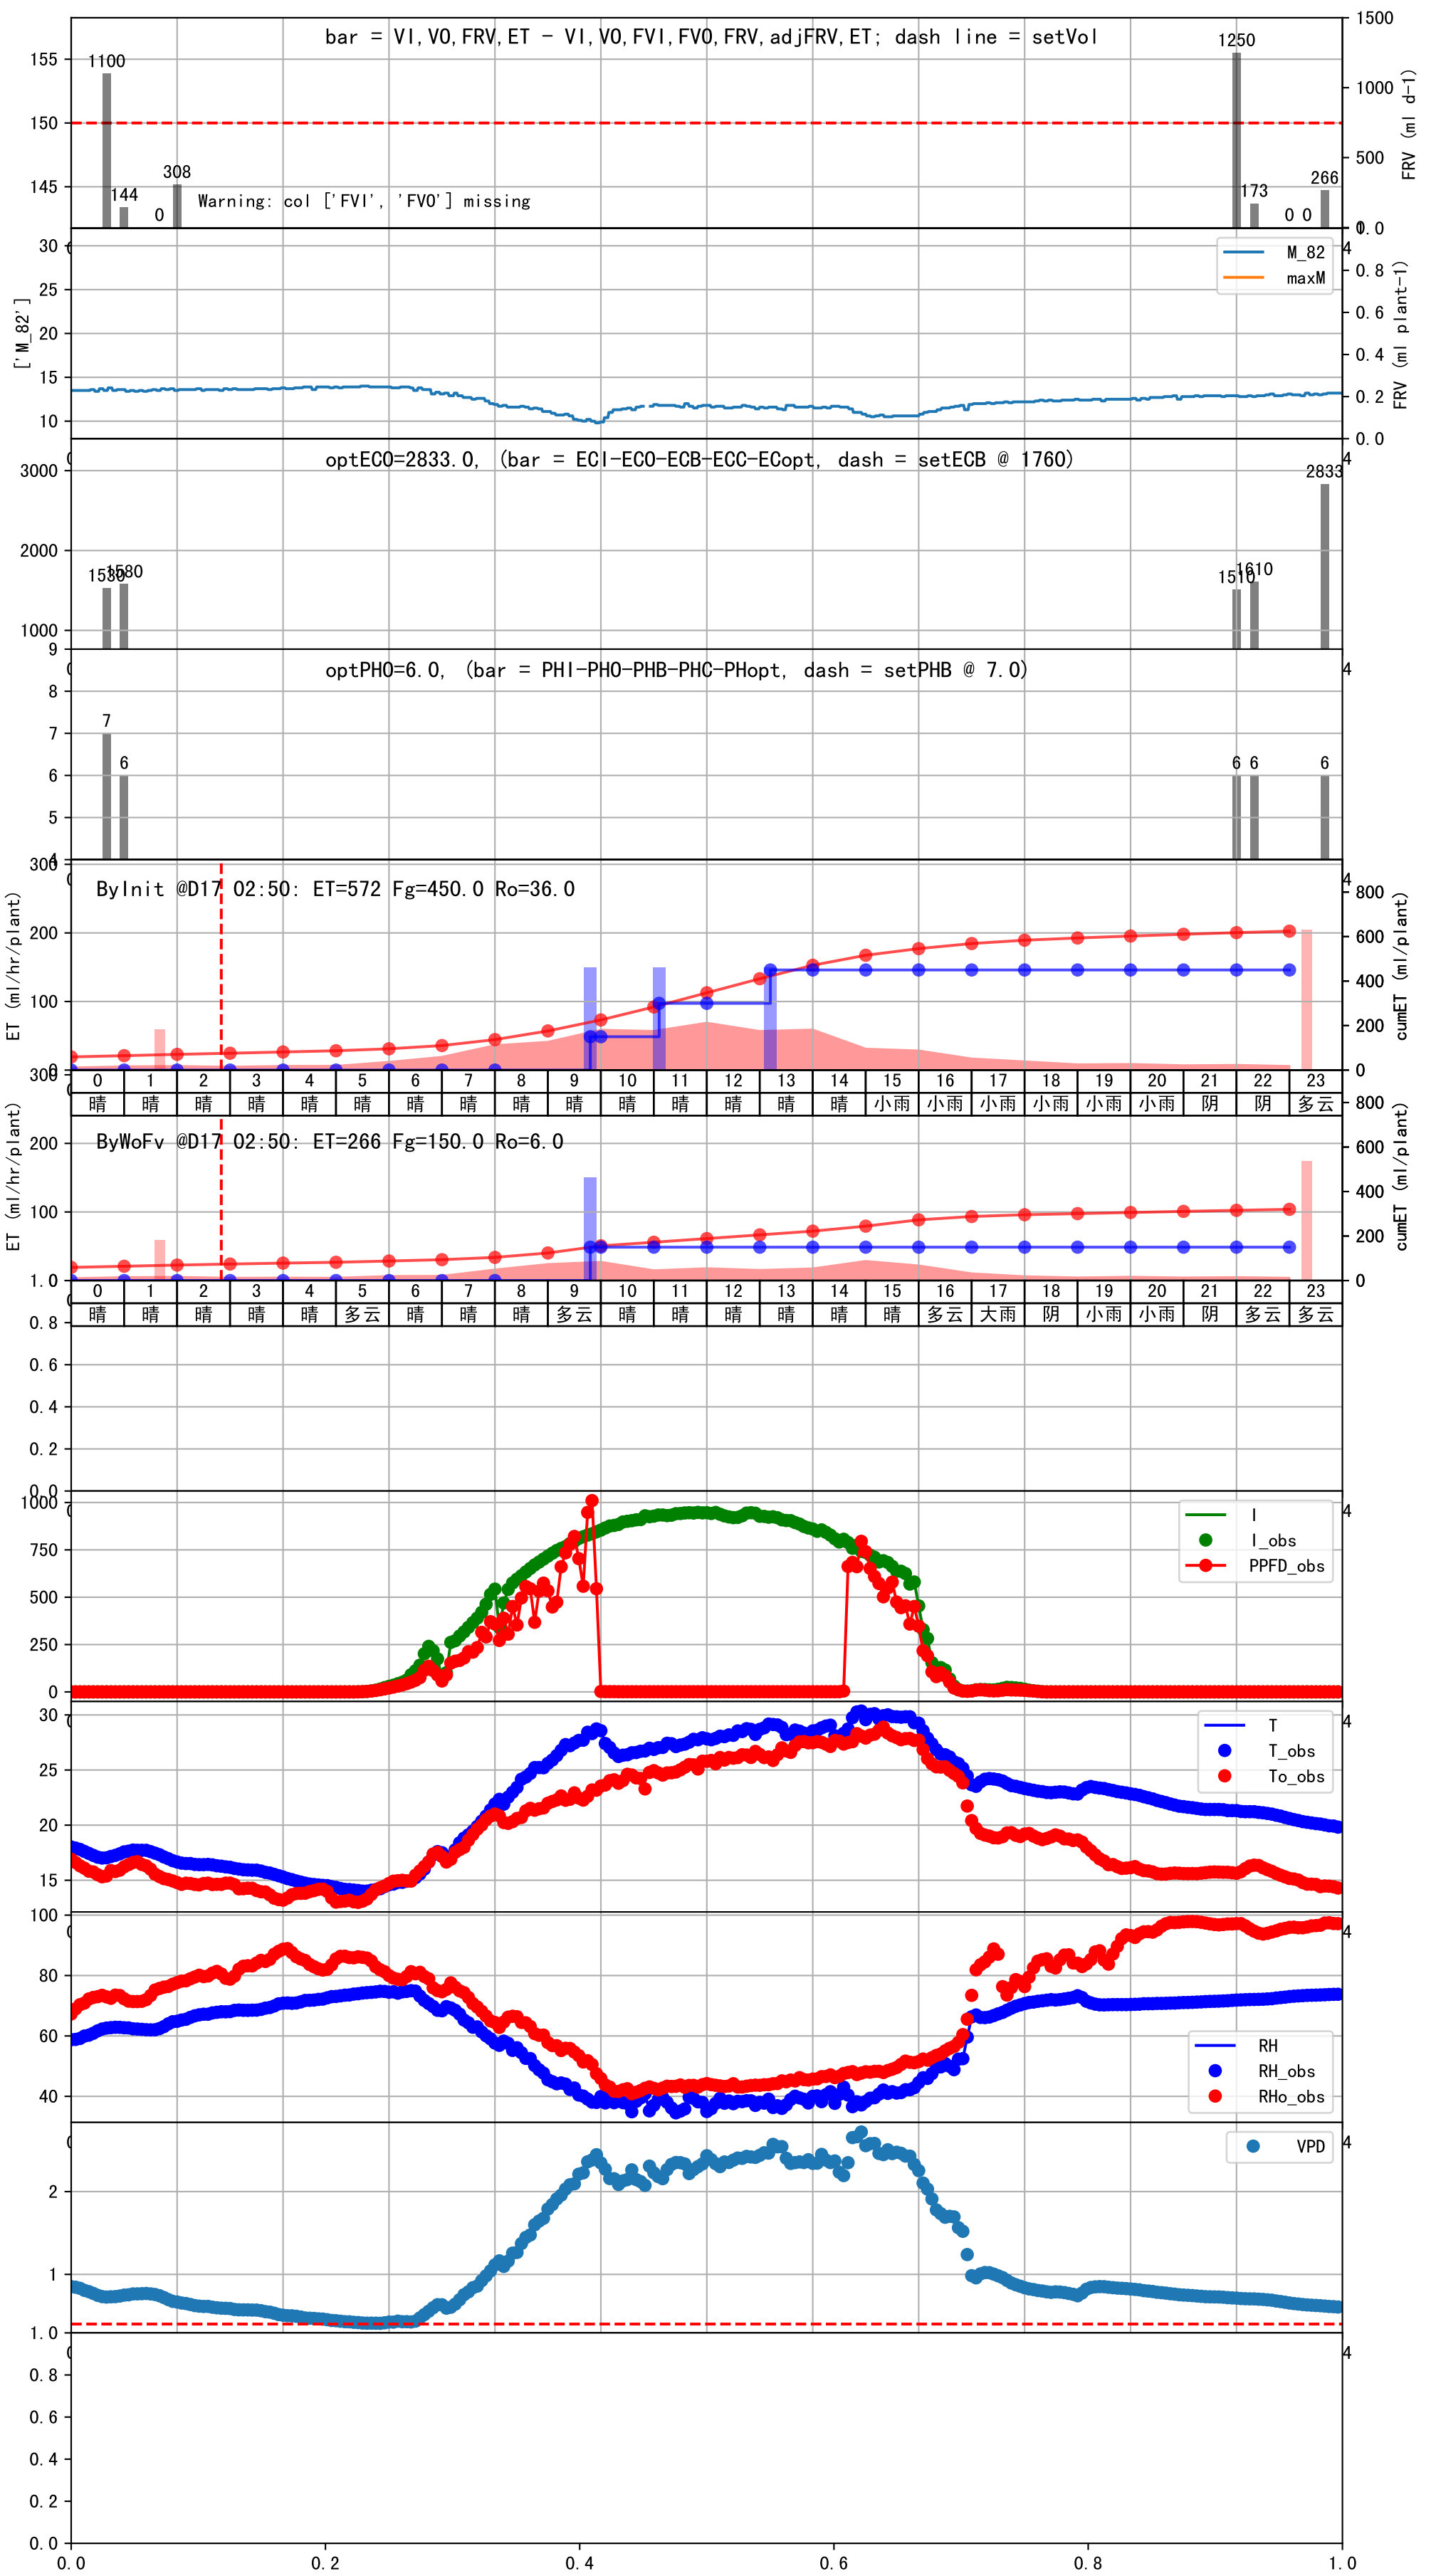 bar = VI,VO,FRV,ET - VI,VO,FVI,FVO,FRV,adjFRV,ET; dash line = setVol
155
150
145
1100
144
0
308
Warning: col ['FVI', 'FVO'] missing
1250
173
0 0
266
1500
1000
500
FRV (ml d-1)
['M_82']
30
25
20
15
10
M_82
maxM
1.0
0.8
0.6
0.4
0.2
0.0
FRV (ml plant-1)
optECO=2833.0, (bar = ECI-ECO-ECB-ECC-ECopt, dash = setECB @ 1760)
3000
2000
1000
1530
1580
1510
1610
2833
optPHO=6.0, (bar = PHI-PHO-PHB-PHC-PHopt, dash = setPHB @ 7.0)
9
8
7
6
5
4
7
6
6 6
6
ByInit @D17 02:50: ET=572 Fg=450.0 Ro=36.0
ET (ml/hr/plant)
300
200
100
0
800
600
400
200
0
cumET (ml/plant)
0 1 2 3 4 5 6 7 8 9 10 11 12 13 14 15 16 17 18 19 20 21 22 23
晴 晴 晴 晴 晴 晴 晴 晴 晴 晴 晴 晴 晴 晴 晴 小雨 小雨 小雨 小雨 小雨 小雨 阴 阴 多云
ByWoFv @D17 02:50: ET=266 Fg=150.0 Ro=6.0
ET (ml/hr/plant)
300
200
100
800
600
400
200
0
cumET (ml/plant)
0 1 2 3 4 5 6 7 8 9 10 11 12 13 14 15 16 17 18 19 20 21 22 23
晴 晴 晴 晴 晴 多云 晴 晴 晴 多云 晴 晴 晴 晴 晴 晴 多云 大雨 阴 小雨 小雨 阴 多云 多云
1.0
0.8
0.6
0.4
0.2
0.0
1000
750
500
250
0
I
I_obs
PPFD_obs
30
25
20
15
T
T_obs
To_obs
100
80
60
40
RH
RH_obs
RHo_obs
2
1
VPD
1.0
0.8
0.6
0.4
0.2
0.0
0.0 0.2 0.4 0.6 0.8 1.0